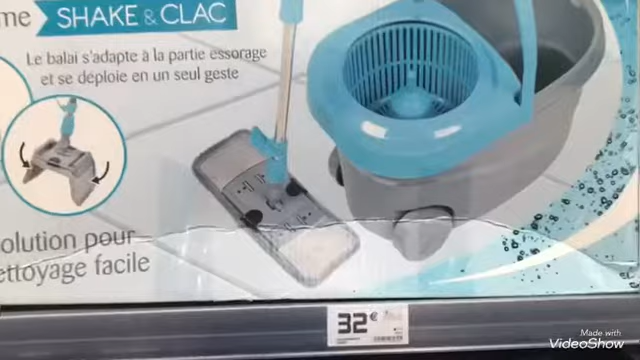 me SHAKE & CLAC
Le balai s'adapte à la partie essorage
et se déploie en un seul geste
olution pour
ettoyage facile
32€
Made with
VideoShow